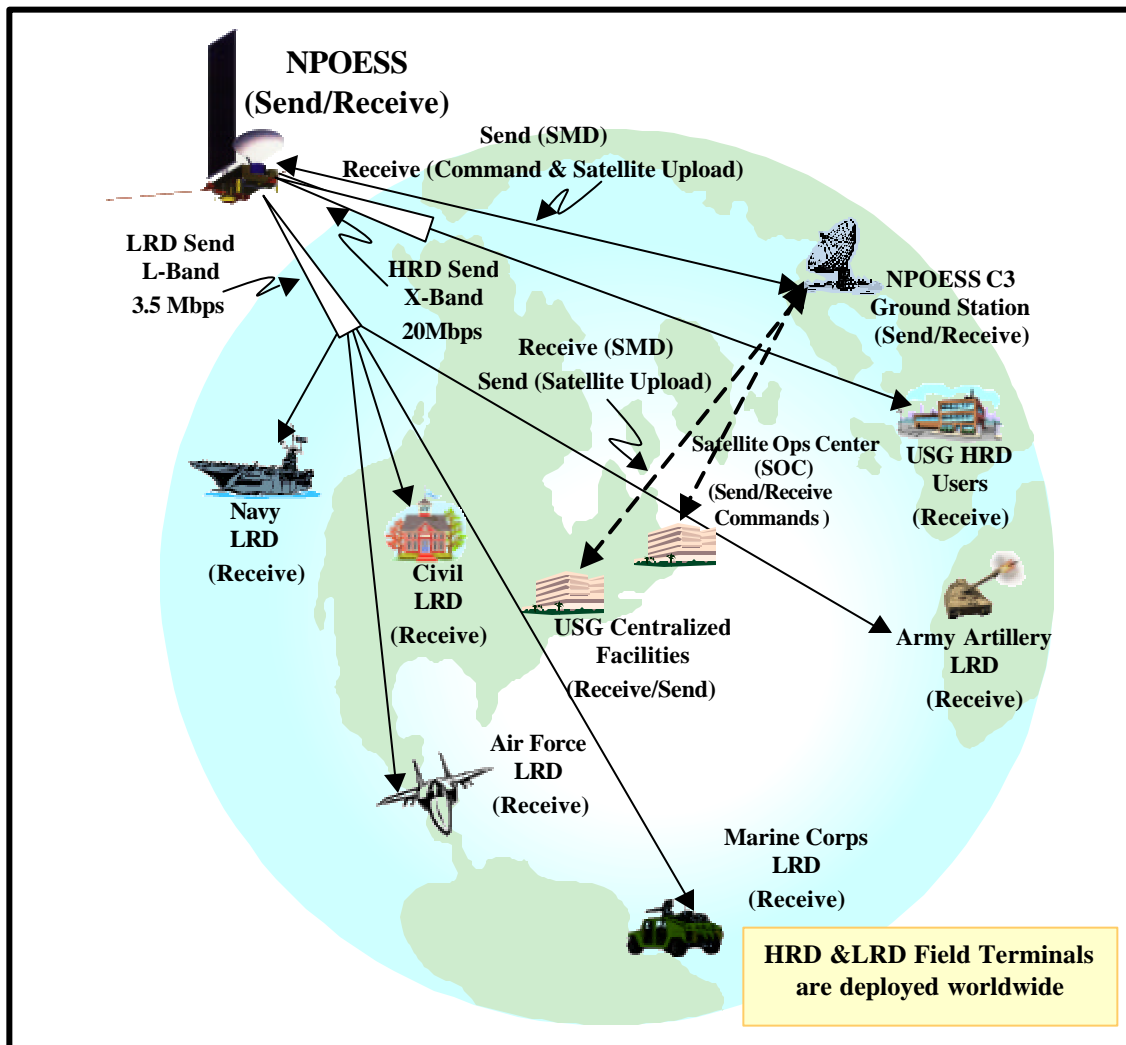 NPOESS
(Send/Receive)
Send (SMD)
Receive (Command & Satellite Upload)
LRD Send
L-Band
3.5 Mbps
HRD Send
X-Band
20Mbps
NPOESS C3
Ground Station
(Send/Receive)
Receive (SMD)
Send (Satellite Upload)
Satellite Ops Center
(SOC)
(Send/Receive
Commands )
USG HRD
Users
(Receive)
Navy
LRD
(Receive)
Civil
LRD
(Receive)
USG Centralized
Facilities
(Receive/Send)
Army Artillery
LRD
(Receive)
Air Force
LRD
(Receive)
Marine Corps
LRD
(Receive)
HRD &LRD Field Terminals
are deployed worldwide